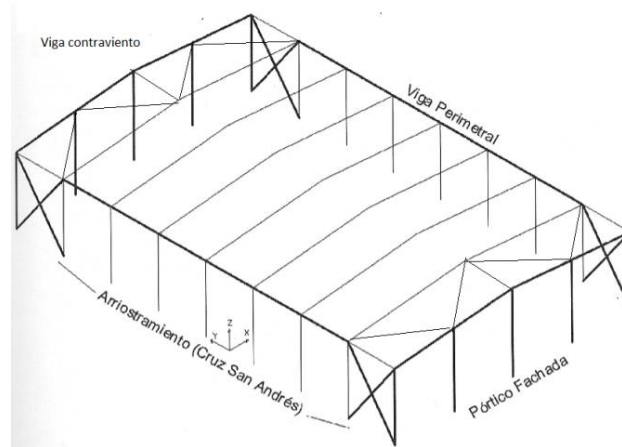 Viga contraviento
Viga Perimetral
Arriostramiento (Cruz San Andrés)
Z
Y X
Pórtico Fachada